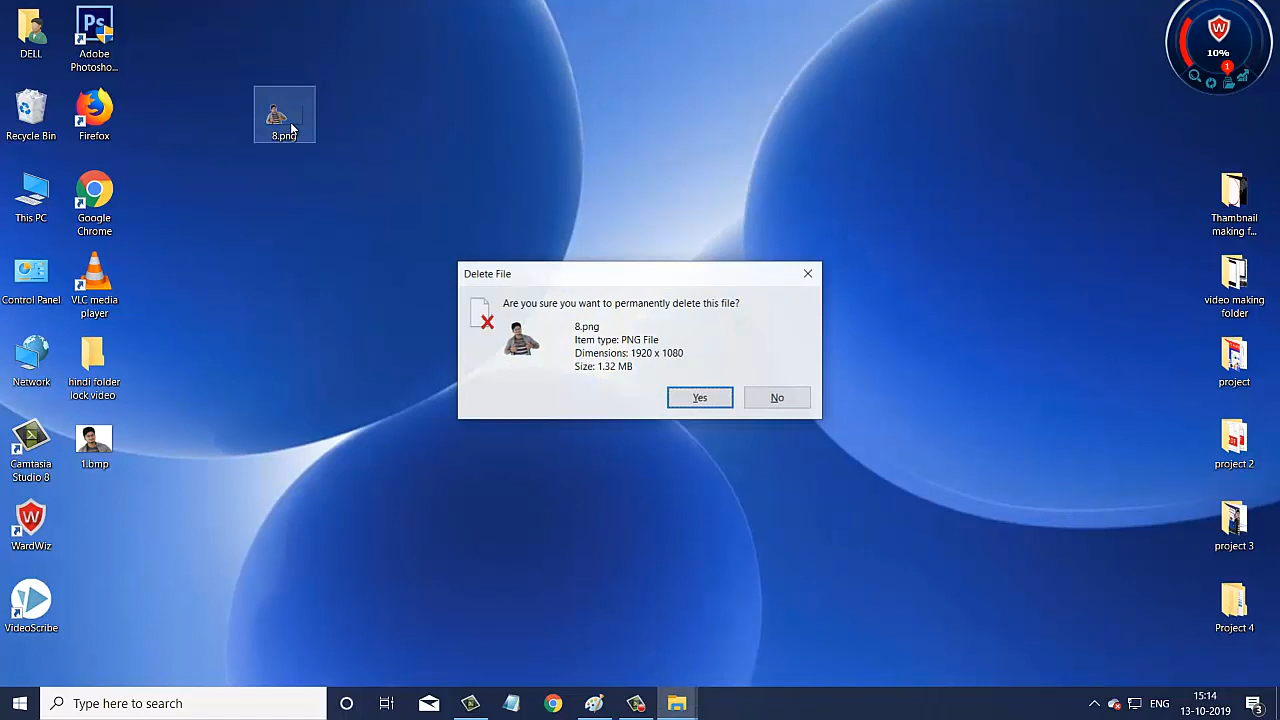 DELL
Adobe
Photosho...
Recycle Bin
Firefox
This PC
Google
Chrome
Control Panel
VLC media
player
Network
hindi folder
lock video
Camtasia
Studio 8
1.bmp
WardWiz
VideoScribe
Ps
8.png
W
10%
1
Thumbnail
making f...
video making
folder
project
project 2
project 3
Project 4
Delete File
Are you sure you want to permanently delete this file?
8.png
Item type: PNG File
Dimensions: 1920 x 1080
Size: 1.32 MB
Yes
No
Type here to search
ENG
15:14
13-10-2019
3